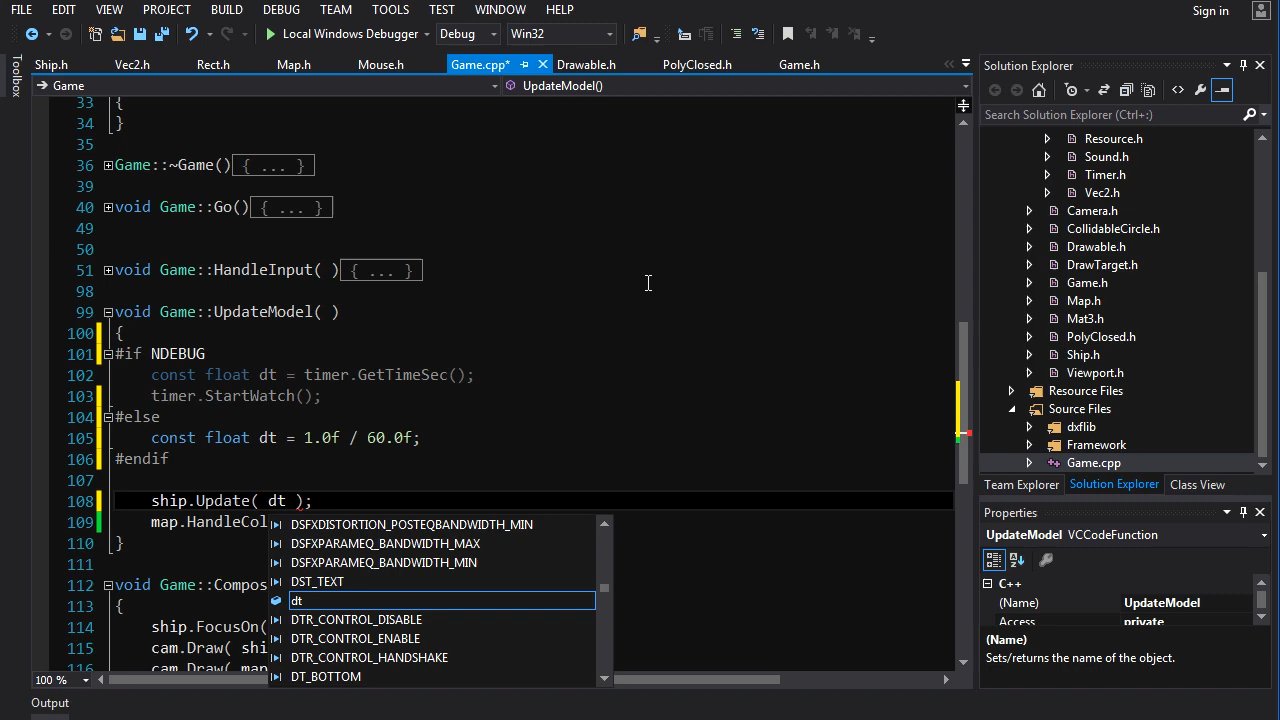 FILE EDIT VIEW PROJECT BUILD DEBUG TEAM TOOLS TEST WINDOW HELP Sign in
Local Windows Debugger Debug Win32
Toolbox
Ship.h Vec2.h Rect.h Map.h Mouse.h Game.cpp* Drawable.h PolyClosed.h Game.h
Game UpdateModel()
33 {
34 }
35
36 Game::~Game() { ... }
39
40 void Game::Go() { ... }
49
50
51 void Game::HandleInput( ) { ... }
98
99 void Game::UpdateModel( )
100 {
101 #if NDEBUG
102 const float dt = timer.GetTimeSec();
103 timer.StartWatch();
104 #else
105 const float dt = 1.0f / 60.0f;
106 #endif
107
108 ship.Update( dt );
109 map.HandleCol
110 }
111
112 void Game::Compos
113 {
114 ship.FocusOn(
115 cam.Draw( shi
116 cam.Draw( map
DSFXDISTORTION_POSTEQBANDWIDTH_MIN
DSFXPARAMEQ_BANDWIDTH_MAX
DSFXPARAMEQ_BANDWIDTH_MIN
DST_TEXT
dt
DTR_CONTROL_DISABLE
DTR_CONTROL_ENABLE
DTR_CONTROL_HANDSHAKE
DT_BOTTOM
100 %
Output
Solution Explorer
Search Solution Explorer (Ctrl+;)
Resource.h
Sound.h
Timer.h
Vec2.h
Camera.h
CollidableCircle.h
Drawable.h
DrawTarget.h
Game.h
Map.h
Mat3.h
PolyClosed.h
Ship.h
Viewport.h
Resource Files
Source Files
dxflib
Framework
Game.cpp
Team Explorer Solution Explorer Class View
Properties
UpdateModel VCCodeFunction
C++
(Name) UpdateModel
Access private
(Name)
Sets/returns the name of the object.